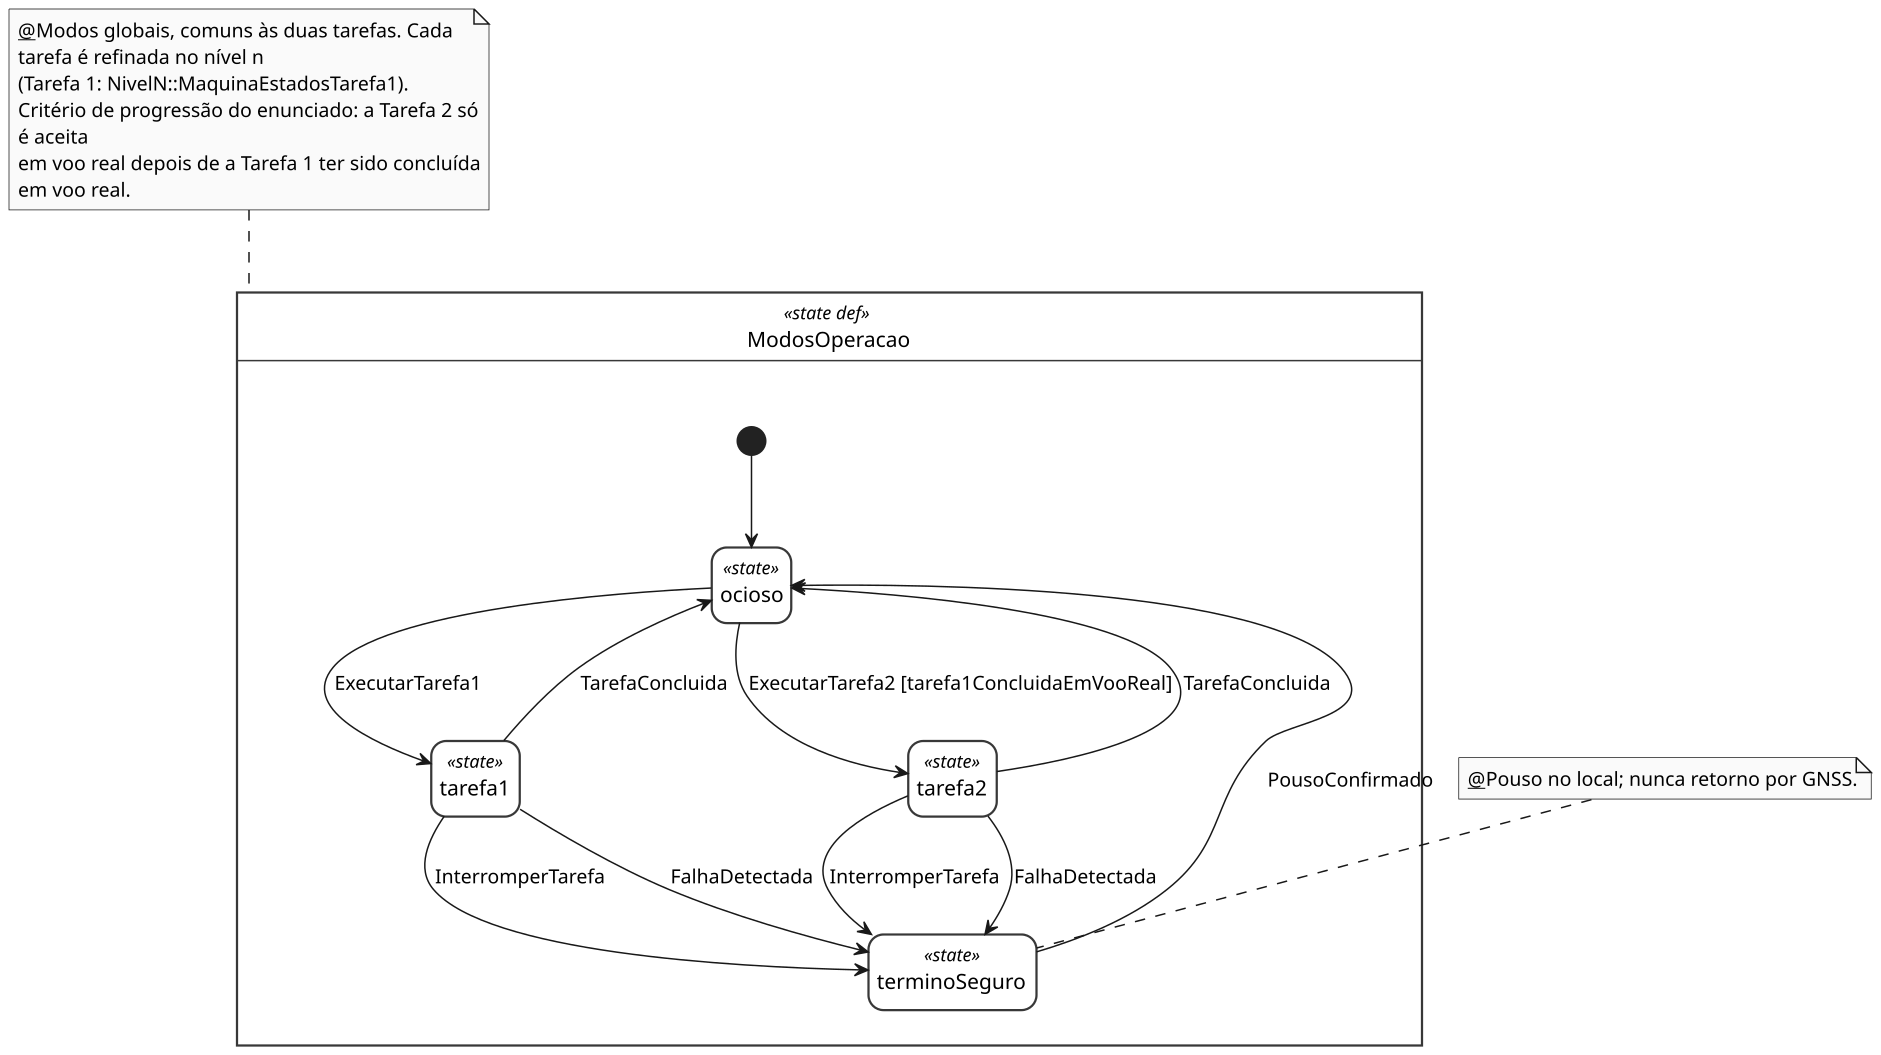 @Modos globais, comuns às duas tarefas. Cada
tarefa é refinada no nível n
(Tarefa 1: NivelN::MaquinaEstadosTarefa1).
Critério de progressão do enunciado: a Tarefa 2 só
é aceita
em voo real depois de a Tarefa 1 ter sido concluída
em voo real.
«state def»
ModosOperacao
«state»
ocioso
ExecutarTarefa1
TarefaConcluida
ExecutarTarefa2 [tarefa1ConcluidaEmVooReal]
TarefaConcluida
«state»
tarefa1
«state»
tarefa2
PousoConfirmado
@Pouso no local; nunca retorno por GNSS.
InterromperTarefa
FalhaDetectada
InterromperTarefa
FalhaDetectada
«state»
terminoSeguro